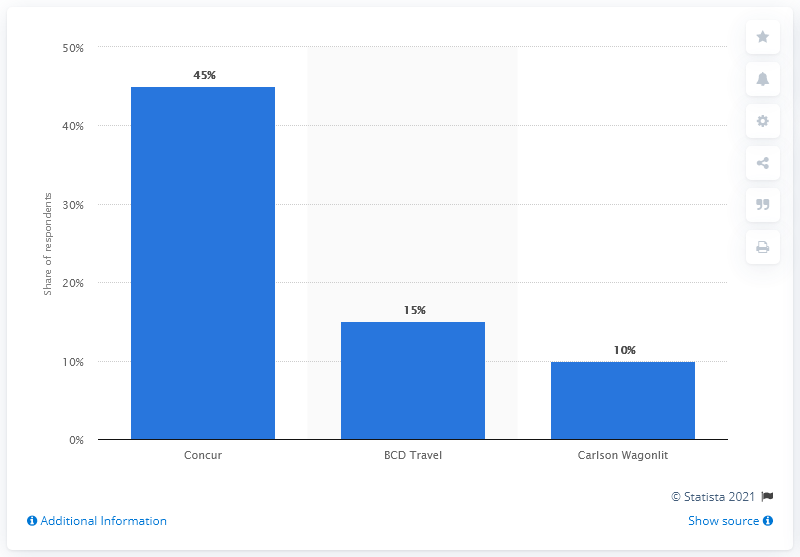 50%
45%
40%
30%
Share of respondents
20%
15%
10%
10%
0%
Concur
BCD Travel
Carlson Wagonlit
© Statista 2021
Additional Information
Show source